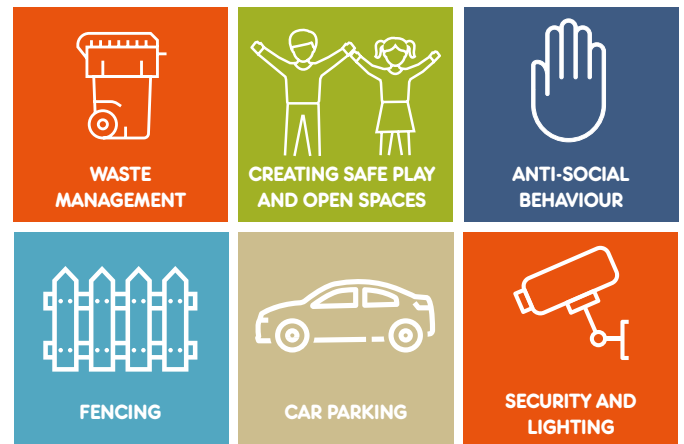 WASTE
MANAGEMENT
CREATING SAFE PLAY
AND OPEN SPACES
ANTI-SOCIAL
BEHAVIOUR
FENCING
CAR PARKING
SECURITY AND
LIGHTING